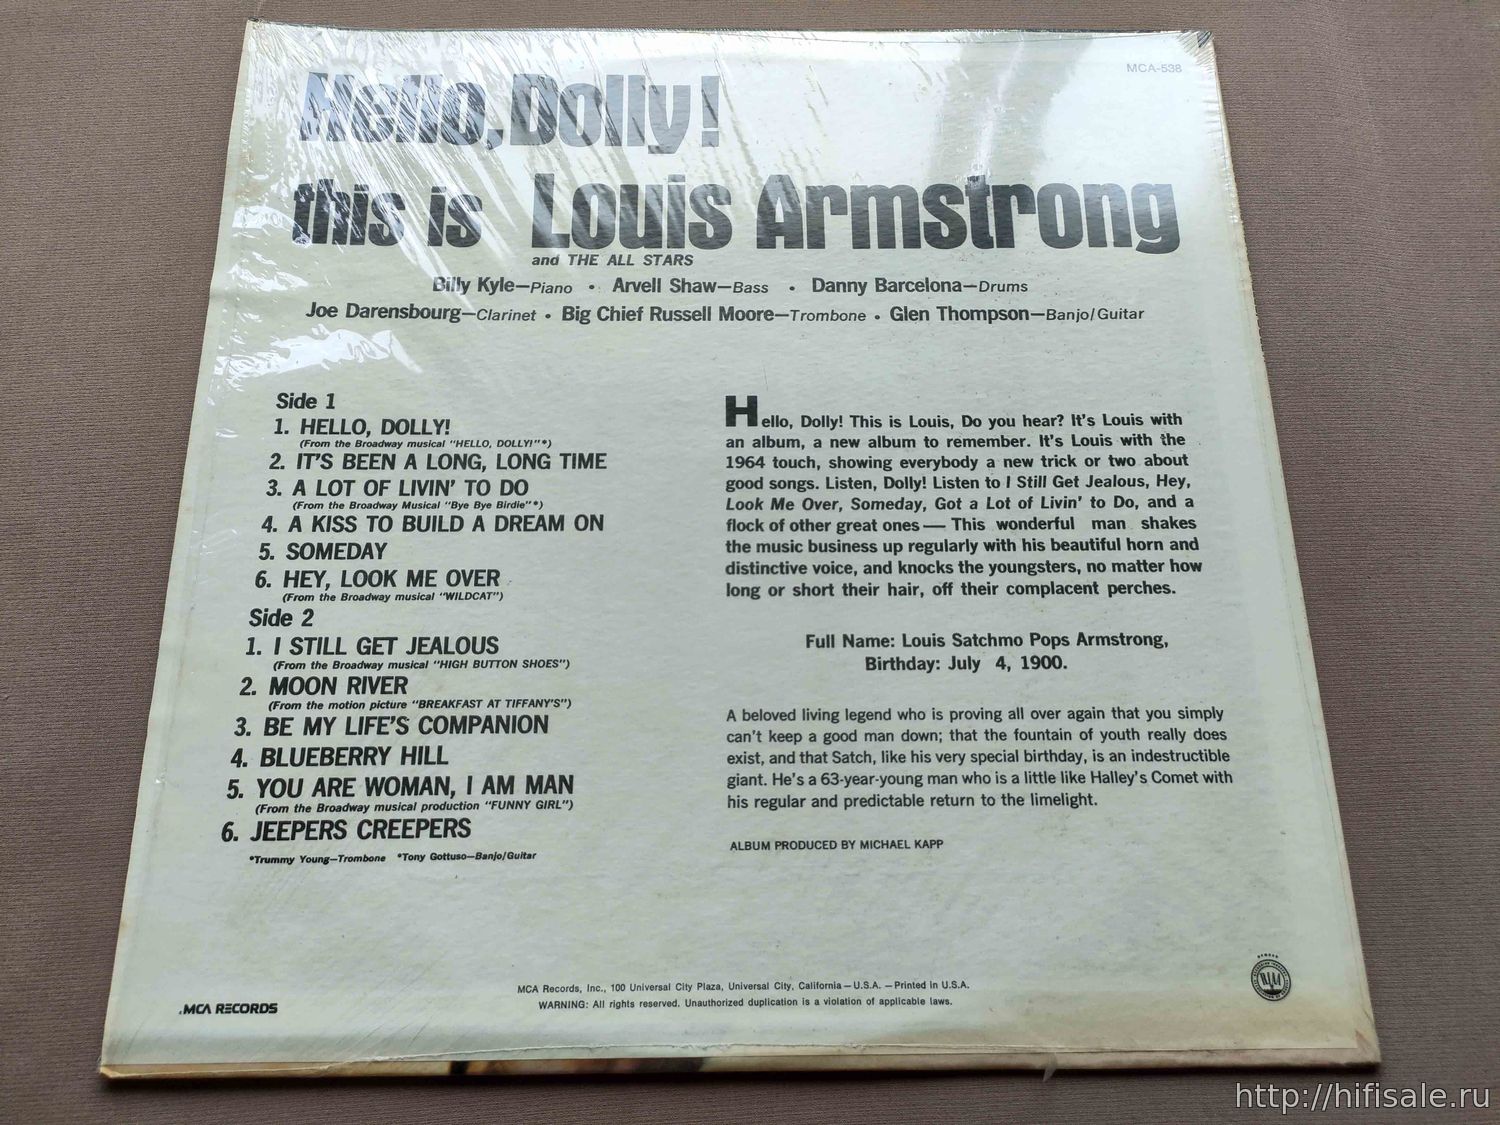 MCA-538
Hello, Dolly!
this is Louis Armstrong
and THE ALL STARS
Billy Kyle—Piano • Arvell Shaw—Bass • Danny Barcelona—Drums
Joe Darensbourg—Clarinet • Big Chief Russell Moore—Trombone • Glen Thompson—Banjo/Guitar
Side 1
1. HELLO, DOLLY!
(From the Broadway musical "HELLO, DOLLY!"*)
2. IT'S BEEN A LONG, LONG TIME
3. A LOT OF LIVIN' TO DO
(From the Broadway Musical "Bye Bye Birdie"*)
4. A KISS TO BUILD A DREAM ON
5. SOMEDAY
6. HEY, LOOK ME OVER
(From the Broadway musical "WILDCAT")
Side 2
1. I STILL GET JEALOUS
(From the Broadway musical "HIGH BUTTON SHOES")
2. MOON RIVER
(From the motion picture "BREAKFAST AT TIFFANY'S")
3. BE MY LIFE'S COMPANION
4. BLUEBERRY HILL
5. YOU ARE WOMAN, I AM MAN
(From the Broadway musical production "FUNNY GIRL")
6. JEEPERS CREEPERS
*Trummy Young—Trombone *Tony Gottuso—Banjo/Guitar
Hello, Dolly! This is Louis, Do you hear? It's Louis with
an album, a new album to remember. It's Louis with the
1964 touch, showing everybody a new trick or two about
good songs. Listen, Dolly! Listen to I Still Get Jealous, Hey,
Look Me Over, Someday, Got a Lot of Livin' to Do, and a
flock of other great ones — This wonderful man shakes
the music business up regularly with his beautiful horn and
distinctive voice, and knocks the youngsters, no matter how
long or short their hair, off their complacent perches.
Full Name: Louis Satchmo Pops Armstrong,
Birthday: July 4, 1900.
A beloved living legend who is proving all over again that you simply
can't keep a good man down; that the fountain of youth really does
exist, and that Satch, like his very special birthday, is an indestructible
giant. He's a 63-year-young man who is a little like Halley's Comet with
his regular and predictable return to the limelight.
ALBUM PRODUCED BY MICHAEL KAPP
MCA RECORDS
MCA Records, Inc., 100 Universal City Plaza, Universal City, California — U.S.A. — Printed in U.S.A.
WARNING: All rights reserved. Unauthorized duplication is a violation of applicable laws.
RIAA
http://hifisale.ru